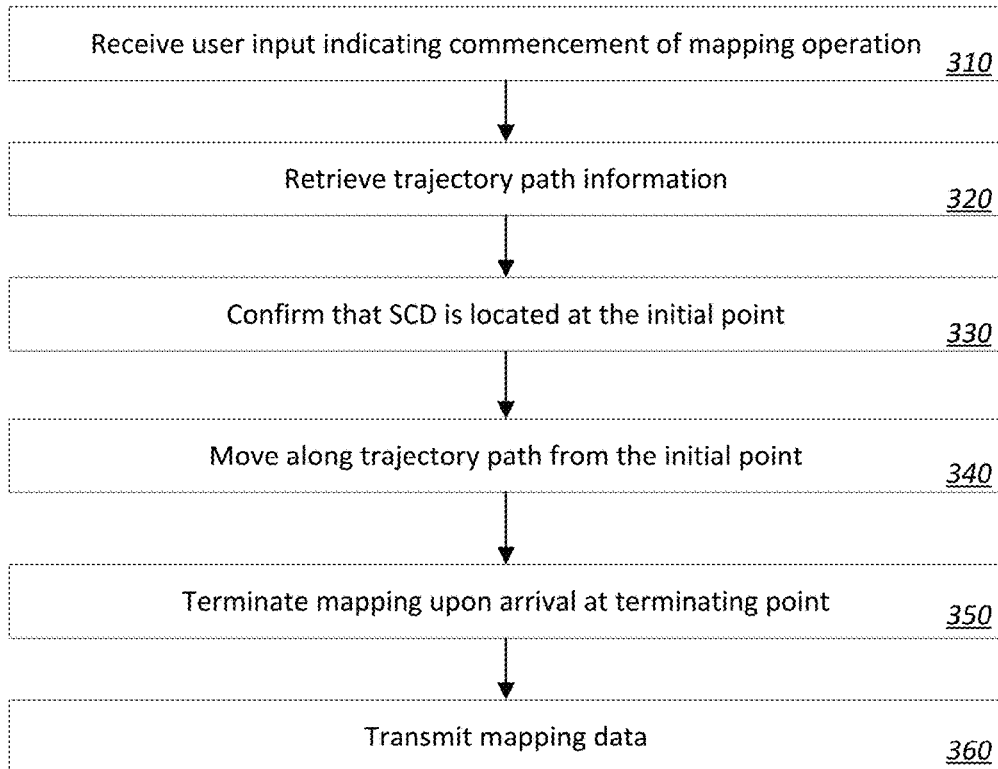 Receive user input indicating commencement of mapping operation
310
Retrieve trajectory path information
320
Confirm that SCD is located at the initial point
330
Move along trajectory path from the initial point
340
Terminate mapping upon arrival at terminating point
350
Transmit mapping data
360